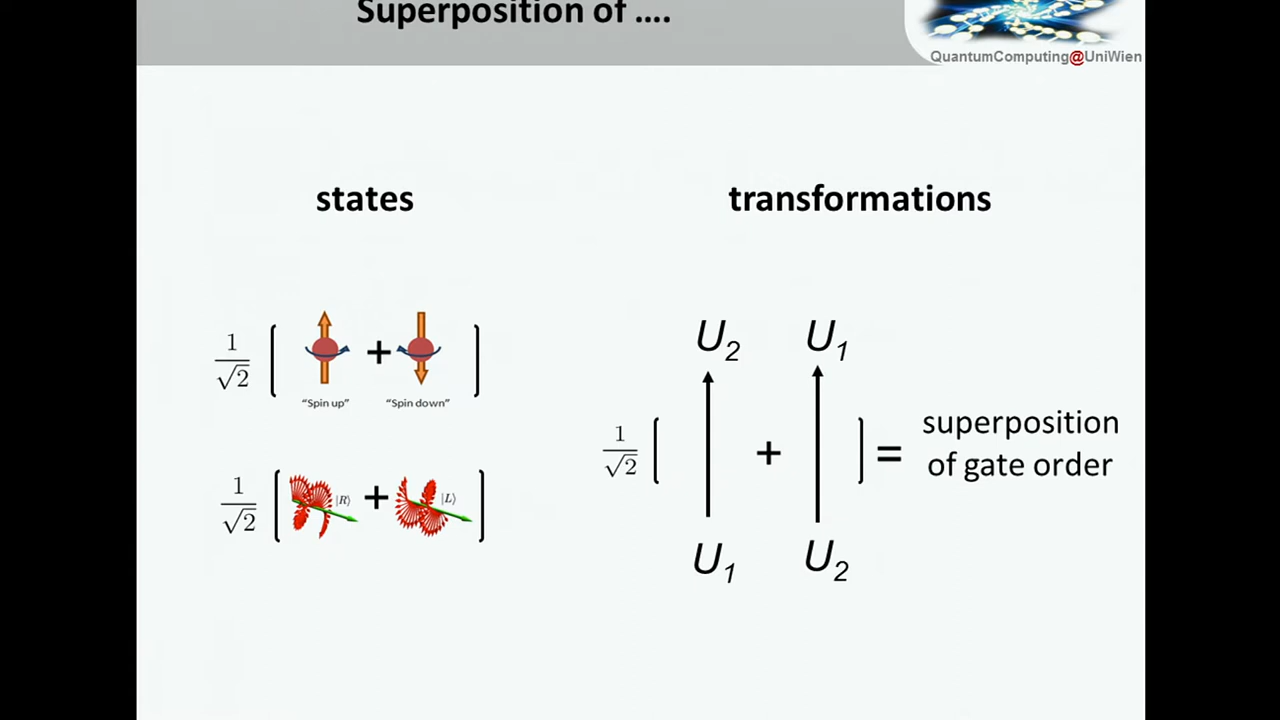 Superposition of ....
QuantumComputing@UniWien
states
transformations
1/√2 [ + ]
"Spin up" "Spin down"
1/√2 [ |R⟩ + |L⟩ ]
U2 U1
1/√2 [ + ] = superposition
of gate order
U1 U2